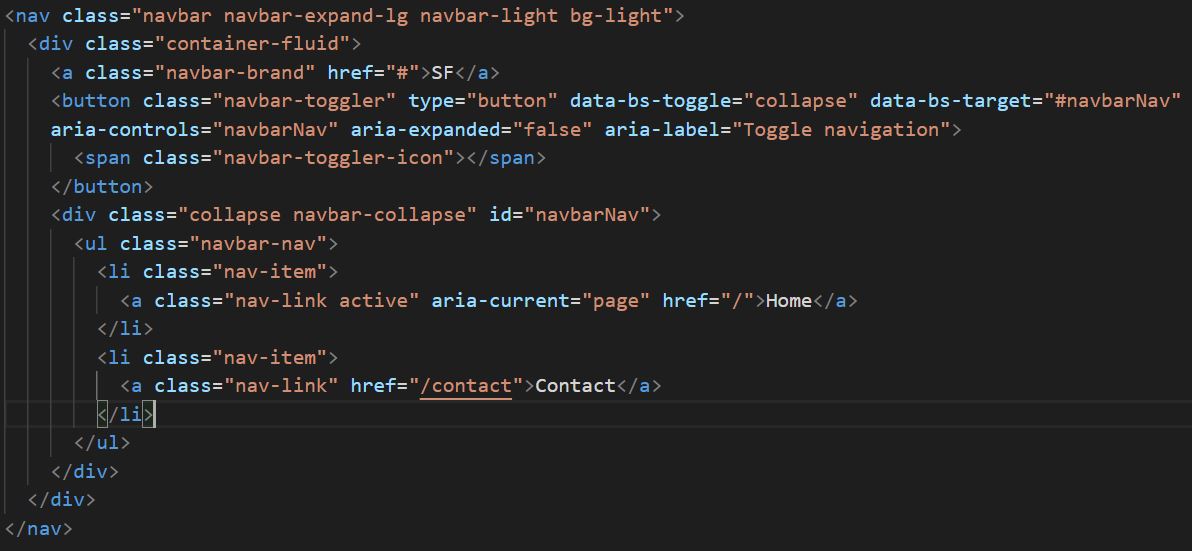 <nav class="navbar navbar-expand-lg navbar-light bg-light">
  <div class="container-fluid">
    <a class="navbar-brand" href="#">SF</a>
    <button class="navbar-toggler" type="button" data-bs-toggle="collapse" data-bs-target="#navbarNav"
    aria-controls="navbarNav" aria-expanded="false" aria-label="Toggle navigation">
      <span class="navbar-toggler-icon"></span>
    </button>
    <div class="collapse navbar-collapse" id="navbarNav">
      <ul class="navbar-nav">
        <li class="nav-item">
          <a class="nav-link active" aria-current="page" href="/">Home</a>
        </li>
        <li class="nav-item">
          <a class="nav-link" href="/contact">Contact</a>
        </li>
      </ul>
    </div>
  </div>
</nav>